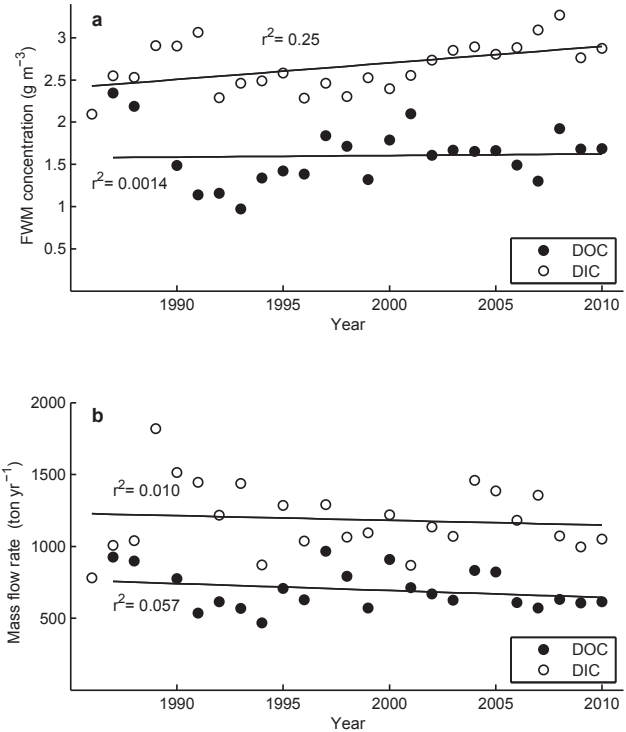 a
r²= 0.25
3
2.5
2
1.5
1
0.5
FWM concentration (g m⁻³)
r²= 0.0014
DOC
DIC
1990 1995 2000 2005 2010
Year
b
2000
1500
1000
500
Mass flow rate (ton yr⁻¹)
r²= 0.010
r²= 0.057
DOC
DIC
1990 1995 2000 2005 2010
Year